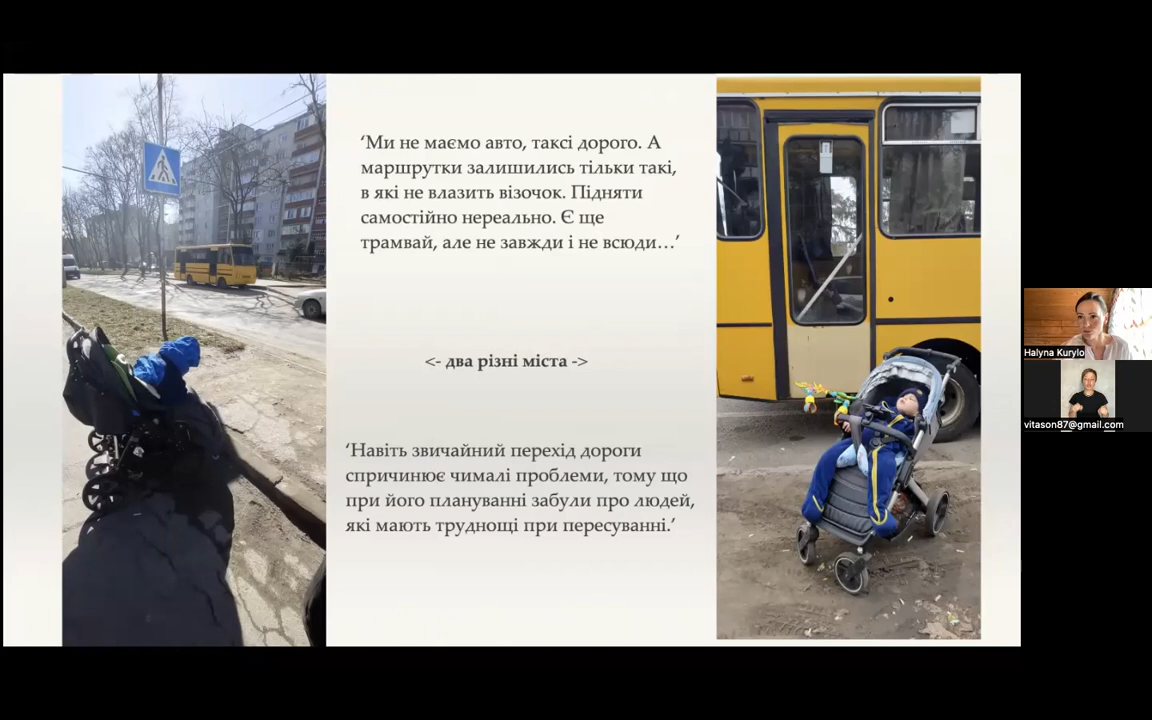 ‘Ми не маємо авто, таксі дорого. А
маршрутки залишились тільки такі,
в які не влазить візочок. Підняти
самостійно нереально. Є ще
трамвай, але не завжди і не всюди…’
<- два різні міста ->
‘Навіть звичайний перехід дороги
спричинює чималі проблеми, тому що
при його плануванні забули про людей,
які мають труднощі при пересуванні.’
Halyna Kurylo
vitason87@gmail.com